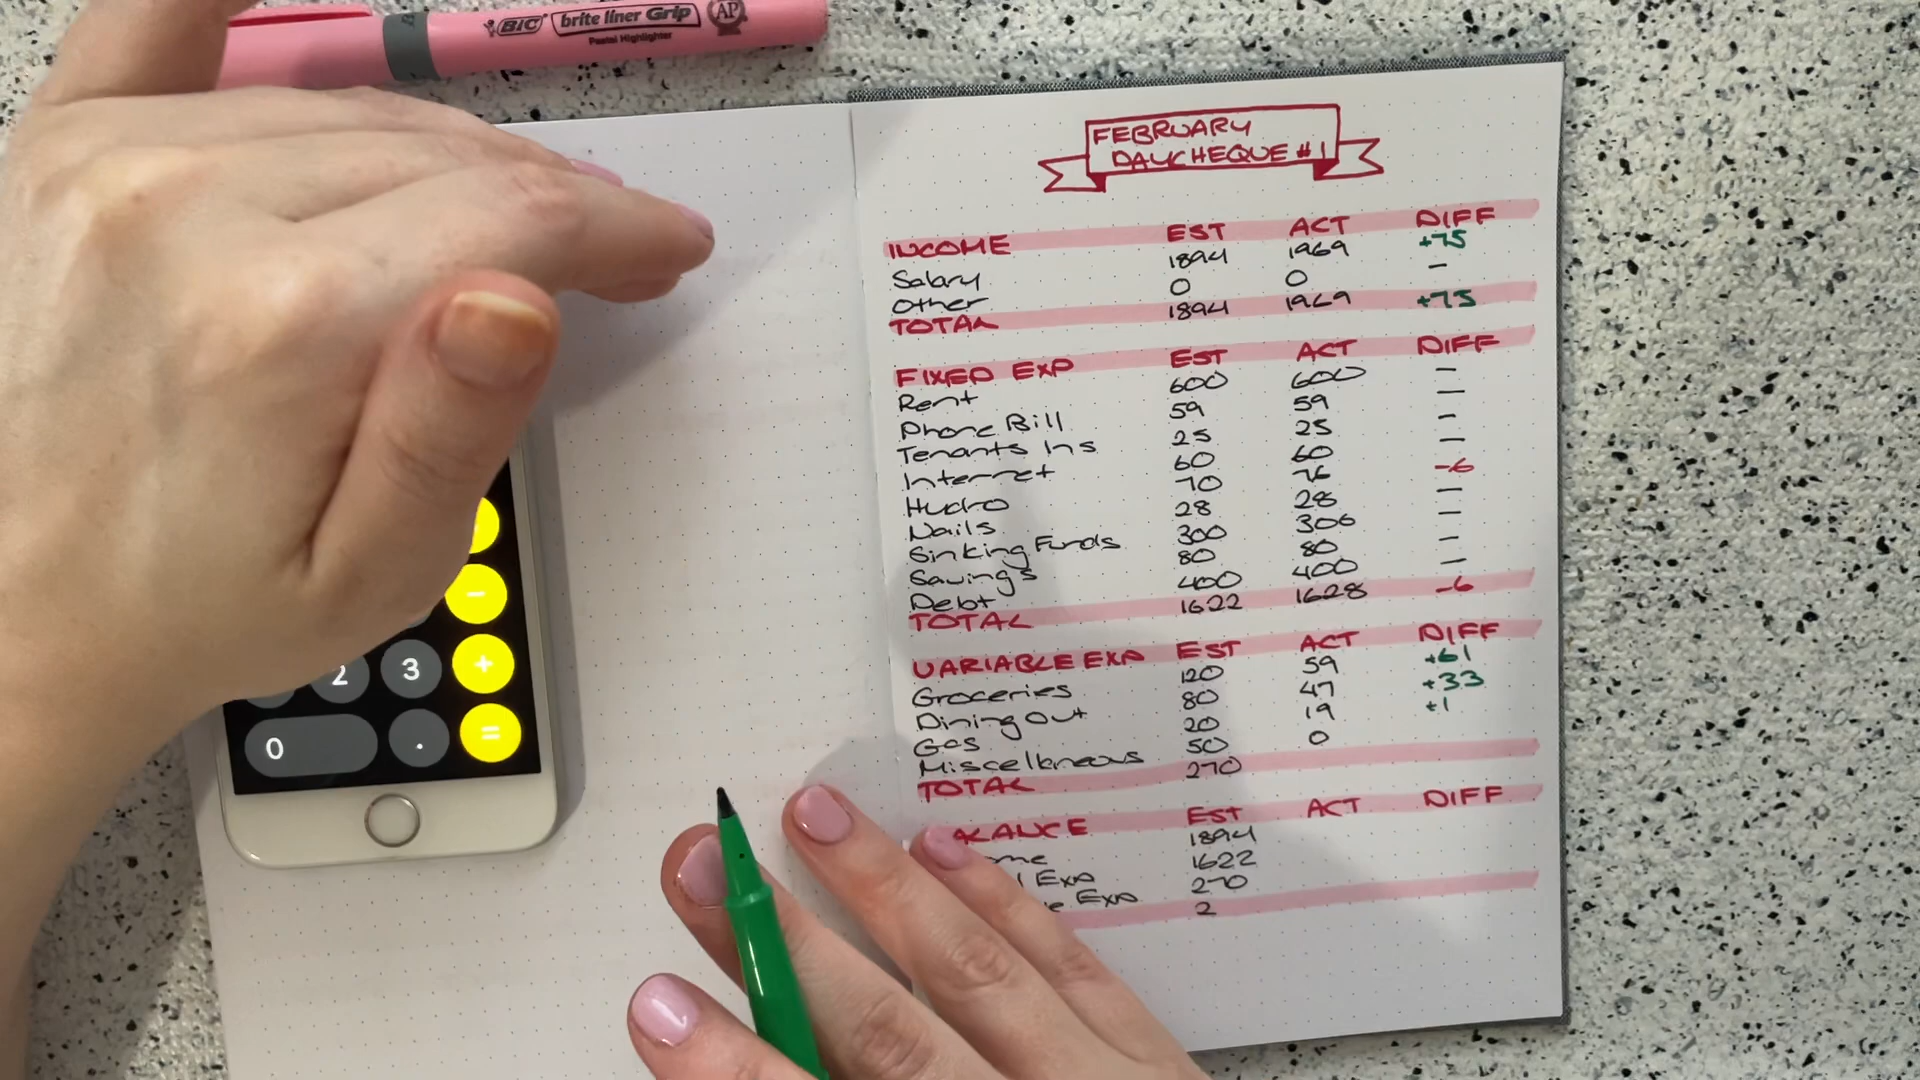 BIC brite liner Grip AP
Pastel Highlighter
FEBRUARY
PAYCHEQUE #1
INCOME EST ACT DIFF
Salary 1894 1969 +75
Other 0 0 –
TOTAL 1894 1969 +75
FIXED EXP EST ACT DIFF
Rent 600 600 –
Phone Bill 59 59 –
Tenants Ins 25 25 –
Internet 60 60 –
Hydro 70 76 -6
Nails 28 28 –
Sinking Funds 300 300 –
Savings 80 80 –
Debt 400 400 –
TOTAL 1622 1628 -6
VARIABLE EXP EST ACT DIFF
Groceries 120 59 +61
Dining Out 80 47 +33
Gas 20 19 +1
Miscellaneous 50 0
TOTAL 270
EST ACT DIFF
1894
Exp 1622
Exp 270
2
−
2 3 +
0 . =